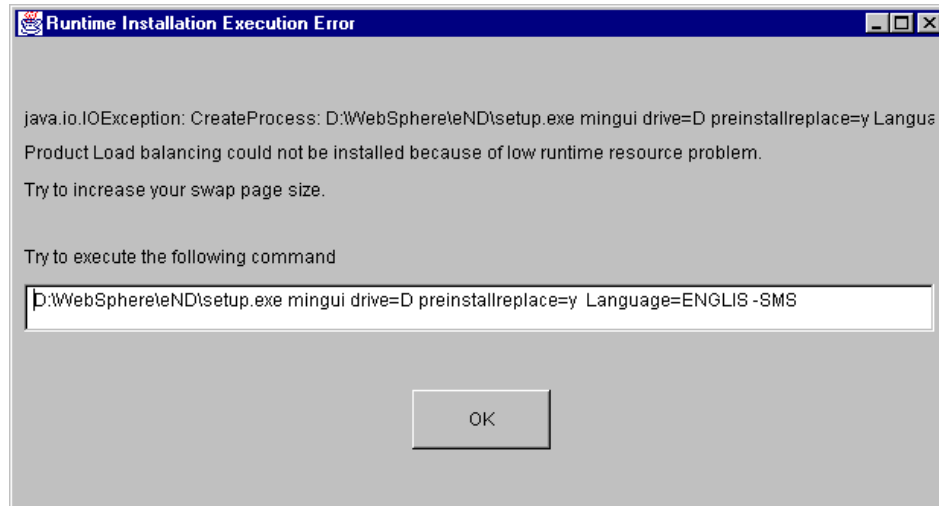 Runtime Installation Execution Error
java.io.IOException: CreateProcess: D:\WebSphere\eND\setup.exe mingui drive=D preinstallreplace=y Langua
Product Load balancing could not be installed because of low runtime resource problem.
Try to increase your swap page size.
Try to execute the following command
D:\WebSphere\eND\setup.exe mingui drive=D preinstallreplace=y  Language=ENGLIS -SMS
OK